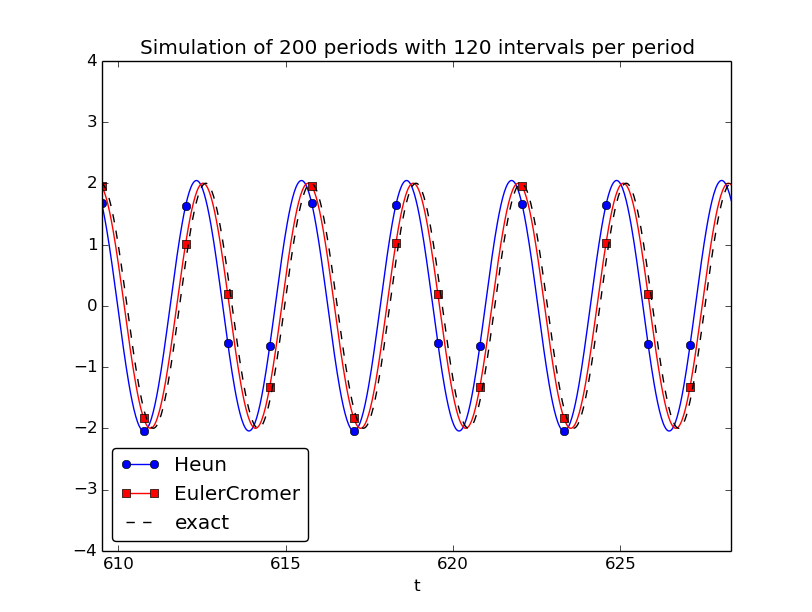 Simulation of 200 periods with 120 intervals per period
4
3
2
1
0
−1
−2
−3
−4
Heun
EulerCromer
exact
610 615 620 625
t